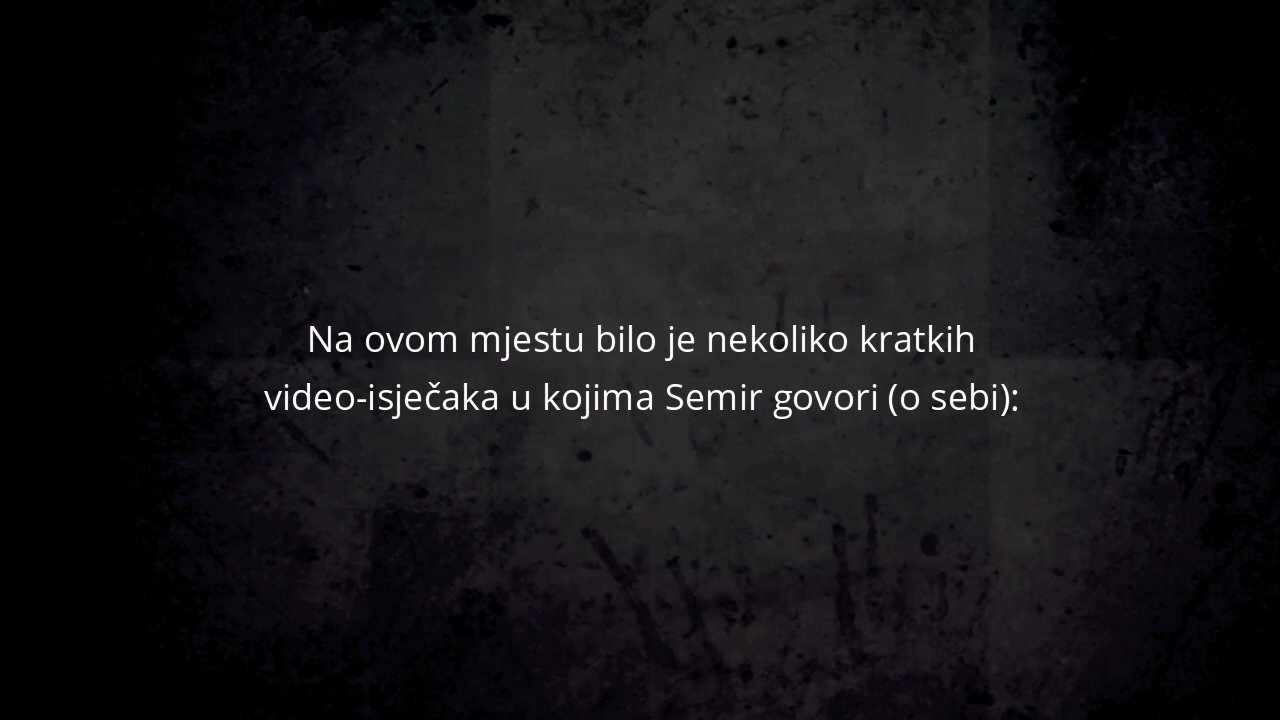 Na ovom mjestu bilo je nekoliko kratkih
video-isječaka u kojima Semir govori (o sebi):